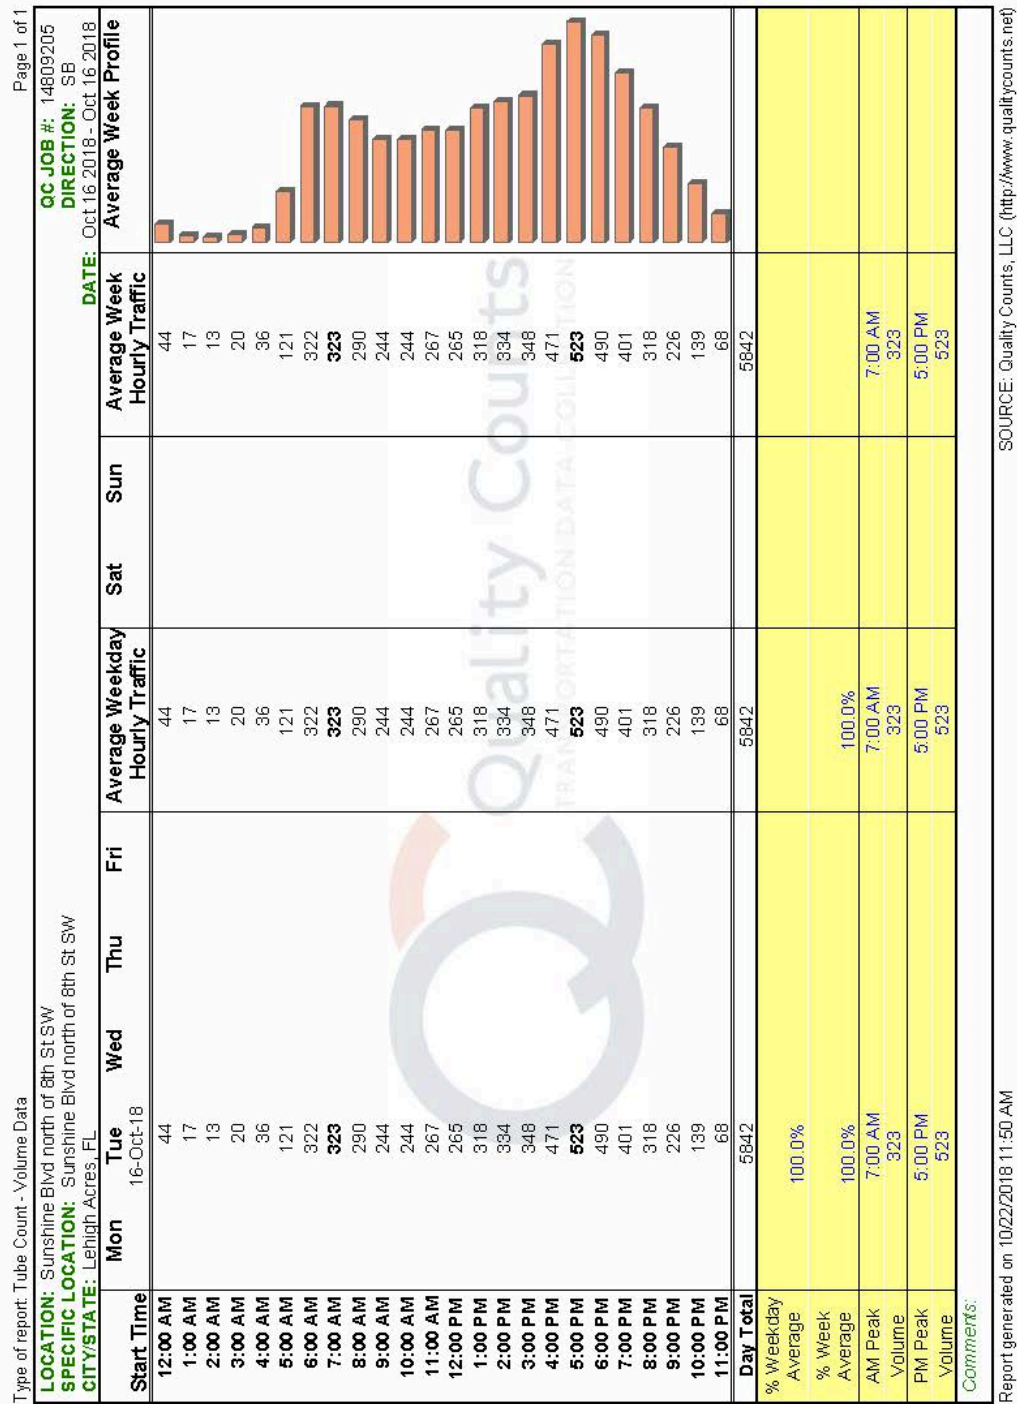 Type of report: Tube Count - Volume Data Page 1 of 1
LOCATION: Sunshine Blvd north of 8th St SW QC JOB #: 14809205
SPECIFIC LOCATION: Sunshine Blvd north of 8th St SW DIRECTION: SB
CITY/STATE: Lehigh Acres, FL DATE: Oct 16 2018 - Oct 16 2018
Start Time Mon Tue Wed Thu Fri Average Weekday Hourly Traffic Sat Sun Average Week Hourly Traffic Average Week Profile
16-Oct-18
12:00 AM 44 44 44
1:00 AM 17 17 17
2:00 AM 13 13 13
3:00 AM 20 20 20
4:00 AM 36 36 36
5:00 AM 121 121 121
6:00 AM 322 322 322
7:00 AM 323 323 323
8:00 AM 290 290 290
9:00 AM 244 244 244
10:00 AM 244 244 244
11:00 AM 267 267 267
12:00 PM 265 265 265
1:00 PM 318 318 318
2:00 PM 334 334 334
3:00 PM 348 348 348
4:00 PM 471 471 471
5:00 PM 523 523 523
6:00 PM 490 490 490
7:00 PM 401 401 401
8:00 PM 318 318 318
9:00 PM 226 226 226
10:00 PM 139 139 139
11:00 PM 68 68 68
Day Total 5842 5842 5842
% Weekday
Average 100.0%
% Week
Average 100.0% 100.0%
AM Peak 7:00 AM 7:00 AM 7:00 AM
Volume 323 323 323
PM Peak 5:00 PM 5:00 PM 5:00 PM
Volume 523 523 523
Comments:
Report generated on 10/22/2018 11:50 AM SOURCE: Quality Counts, LLC (http://www.qualitycounts.net)
QC Quality Counts
TRANSPORTATION DATA COLLECTION